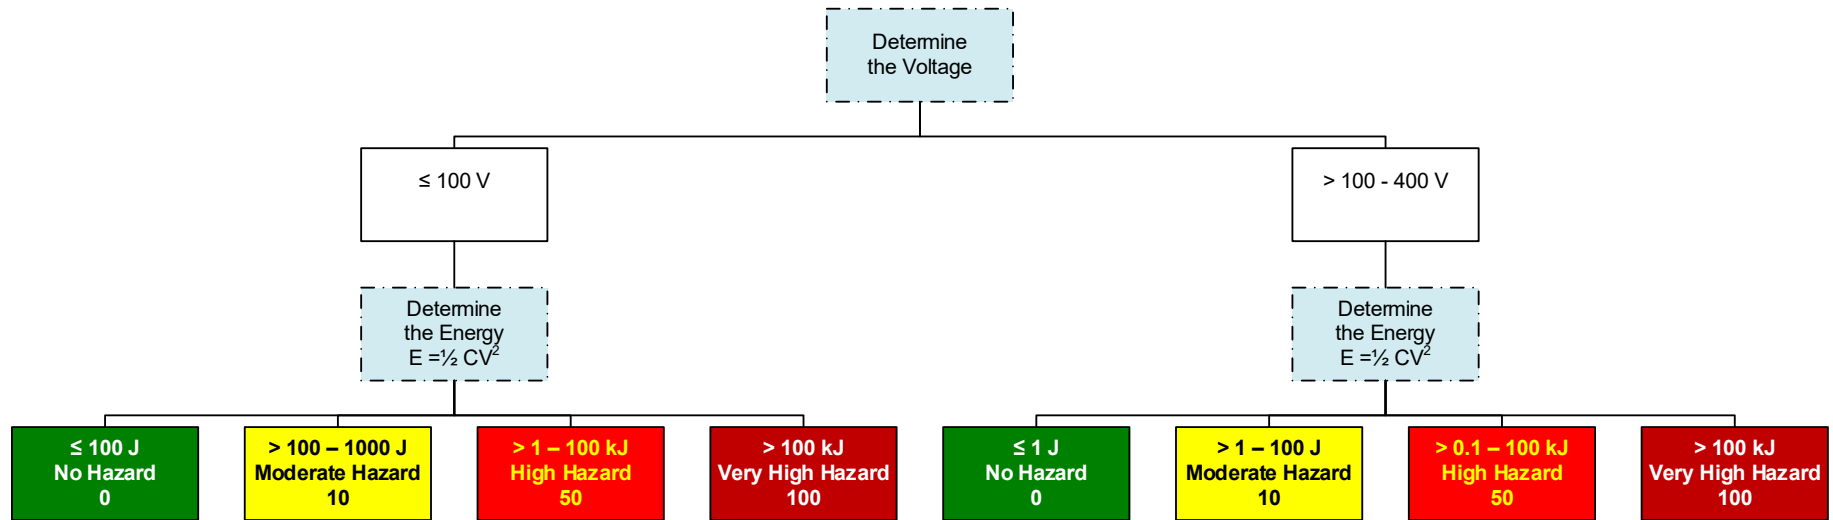 Determine
the Voltage
≤ 100 V
> 100 - 400 V
Determine
the Energy
E =½ CV²
Determine
the Energy
E =½ CV²
≤ 100 J
No Hazard
0
> 100 – 1000 J
Moderate Hazard
10
> 1 – 100 kJ
High Hazard
50
> 100 kJ
Very High Hazard
100
≤ 1 J
No Hazard
0
> 1 – 100 J
Moderate Hazard
10
> 0.1 – 100 kJ
High Hazard
50
> 100 kJ
Very High Hazard
100